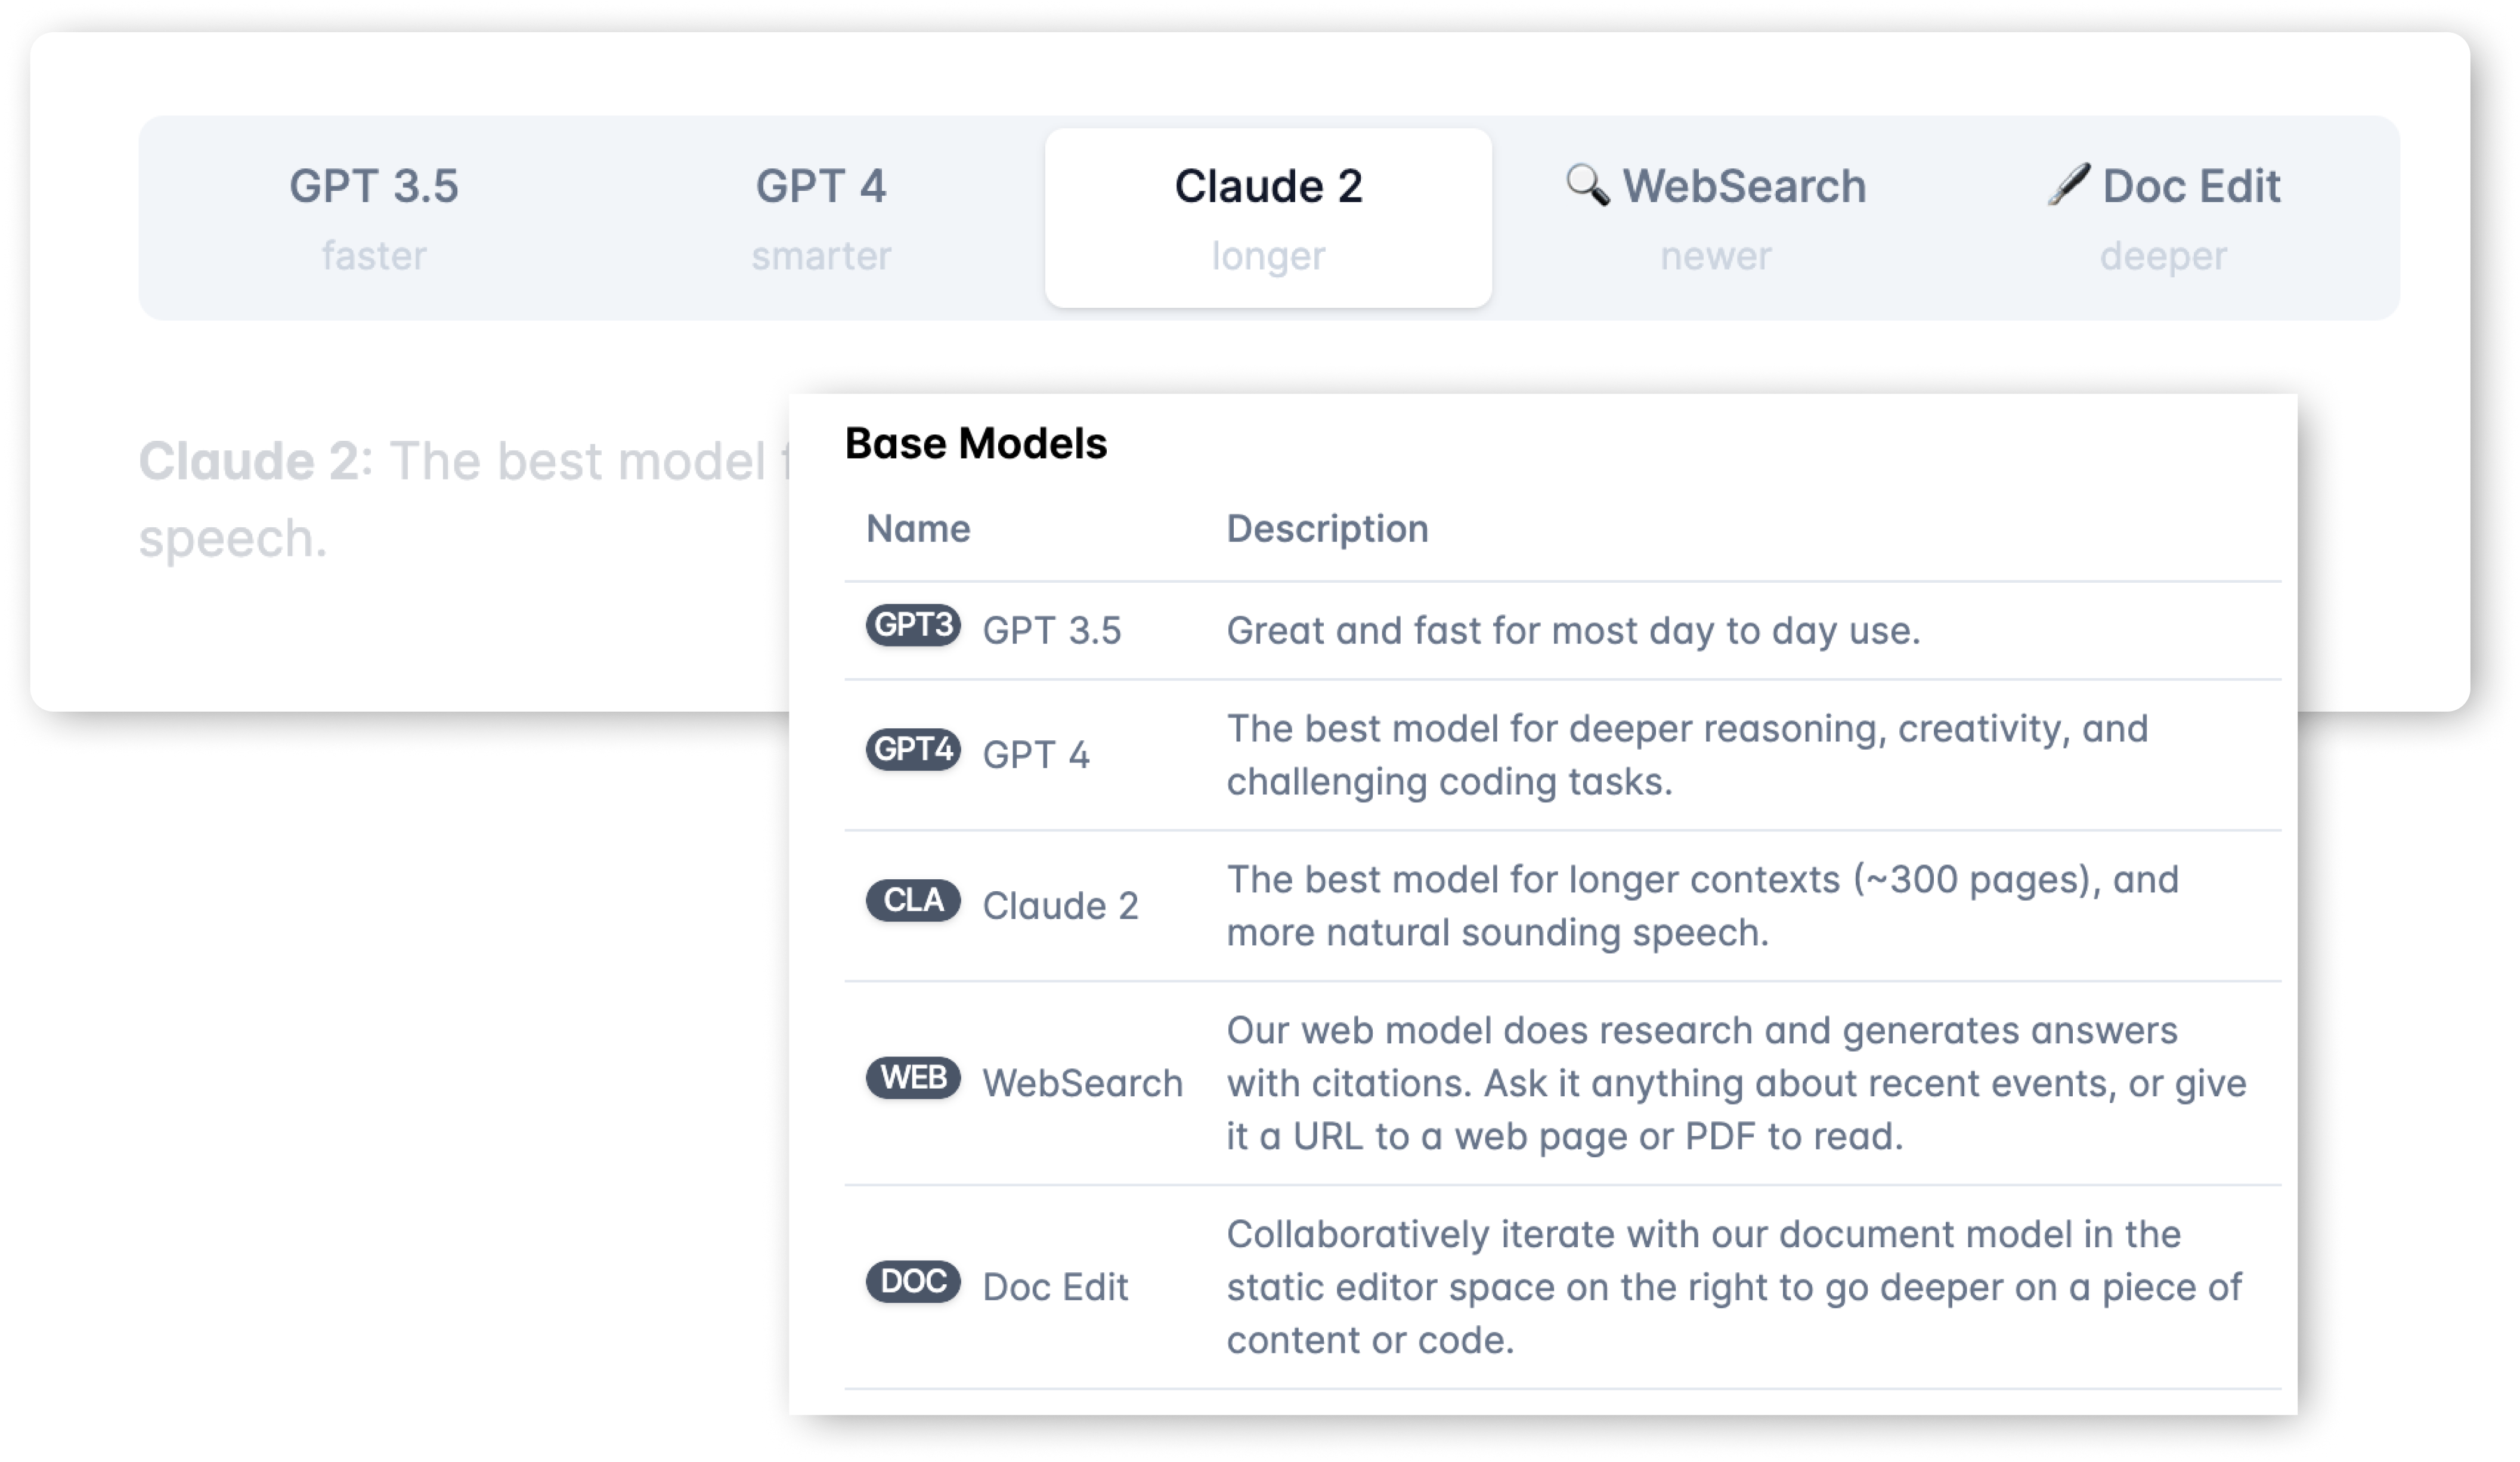 GPT 3.5
faster
GPT 4
smarter
Claude 2
longer
WebSearch
newer
Doc Edit
deeper
Claude 2: The best model
speech.
Base Models
Name Description
GPT3 GPT 3.5 Great and fast for most day to day use.
GPT4 GPT 4 The best model for deeper reasoning, creativity, and
challenging coding tasks.
CLA Claude 2 The best model for longer contexts (~300 pages), and
more natural sounding speech.
Our web model does research and generates answers
WEB WebSearch with citations. Ask it anything about recent events, or give
it a URL to a web page or PDF to read.
Collaboratively iterate with our document model in the
DOC Doc Edit static editor space on the right to go deeper on a piece of
content or code.